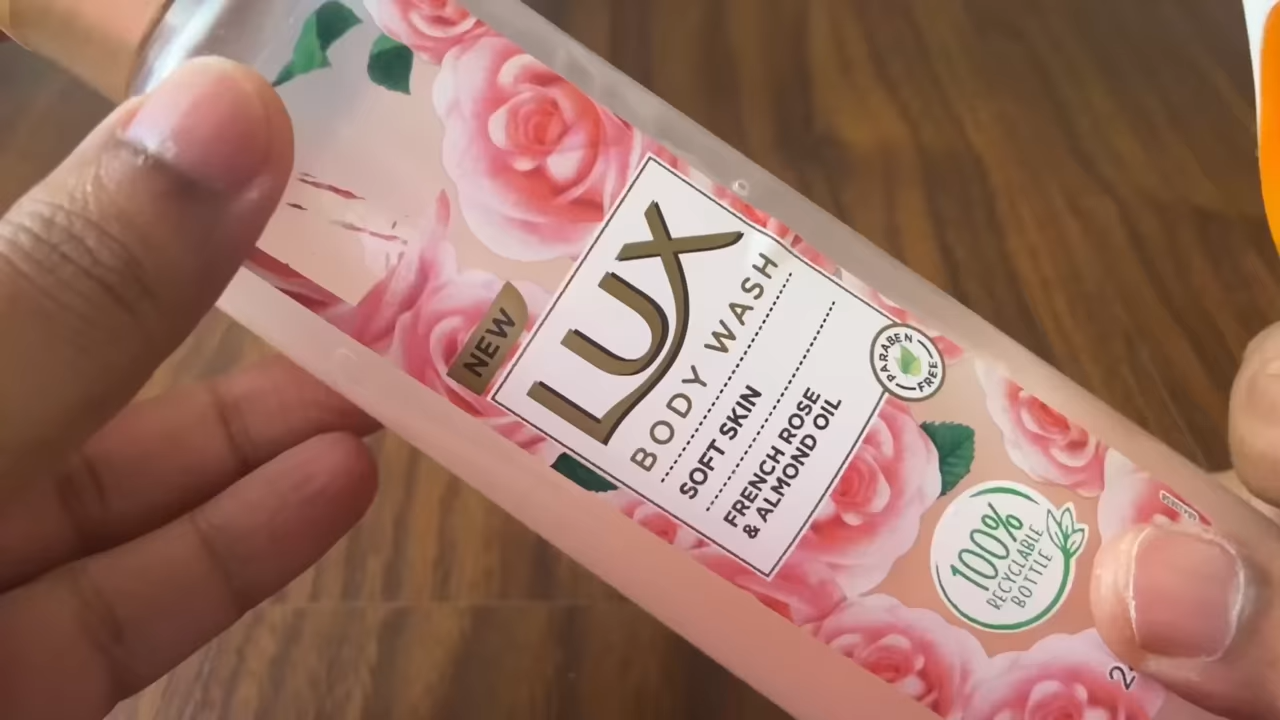 NEW
LUX
BODY WASH
SOFT SKIN
FRENCH ROSE
& ALMOND OIL
PARABEN
FREE
100%
RECYCLABLE
BOTTLE